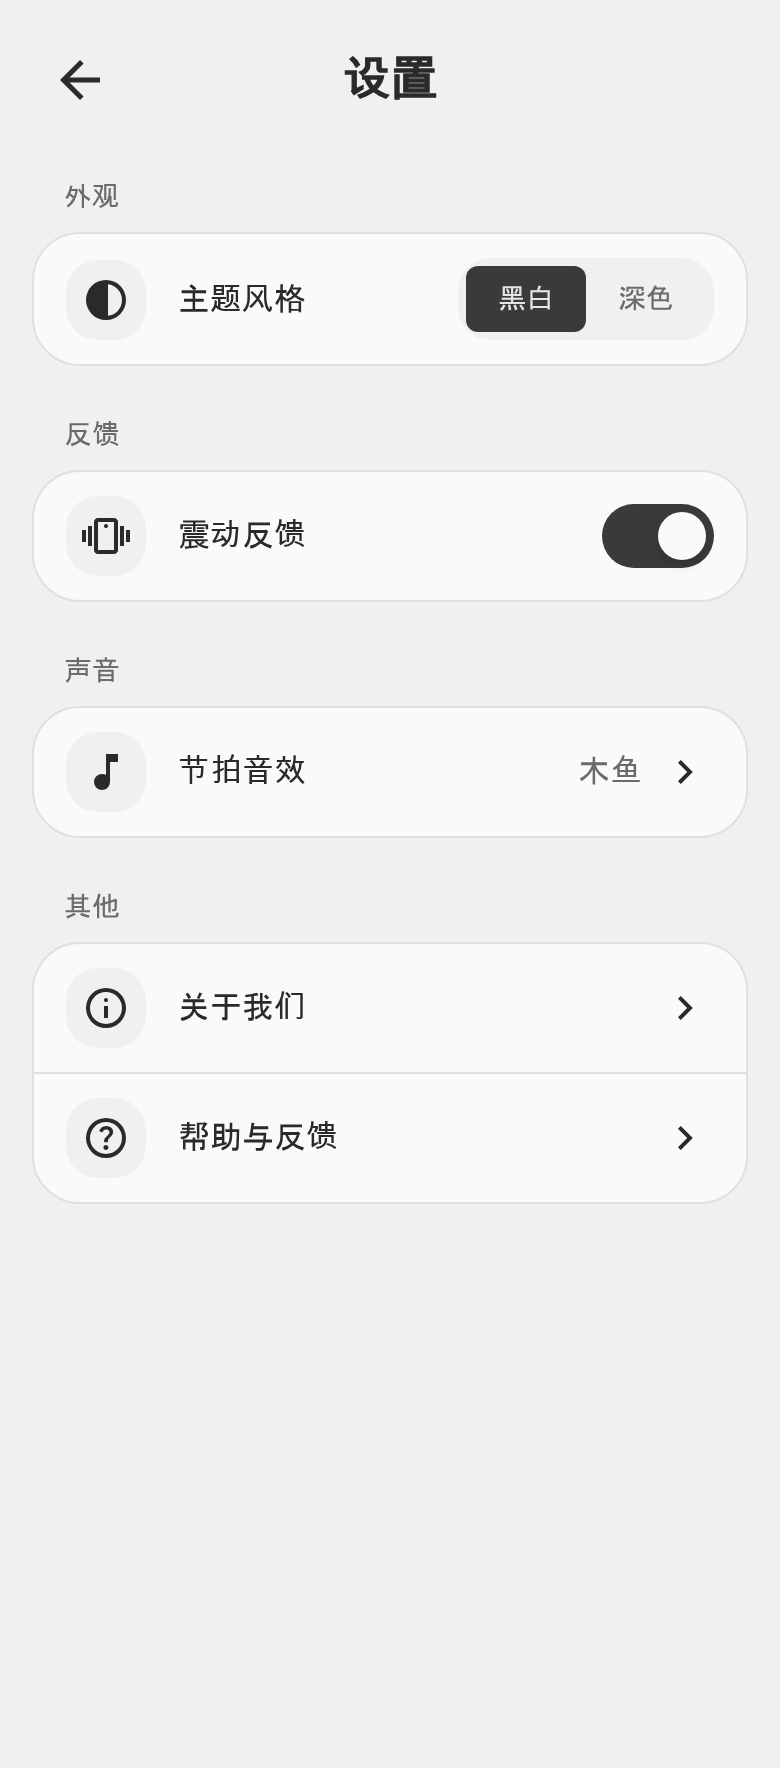 设置
外观
主题风格 黑白 深色
反馈
震动反馈
声音
节拍音效 木鱼
其他
关于我们
帮助与反馈